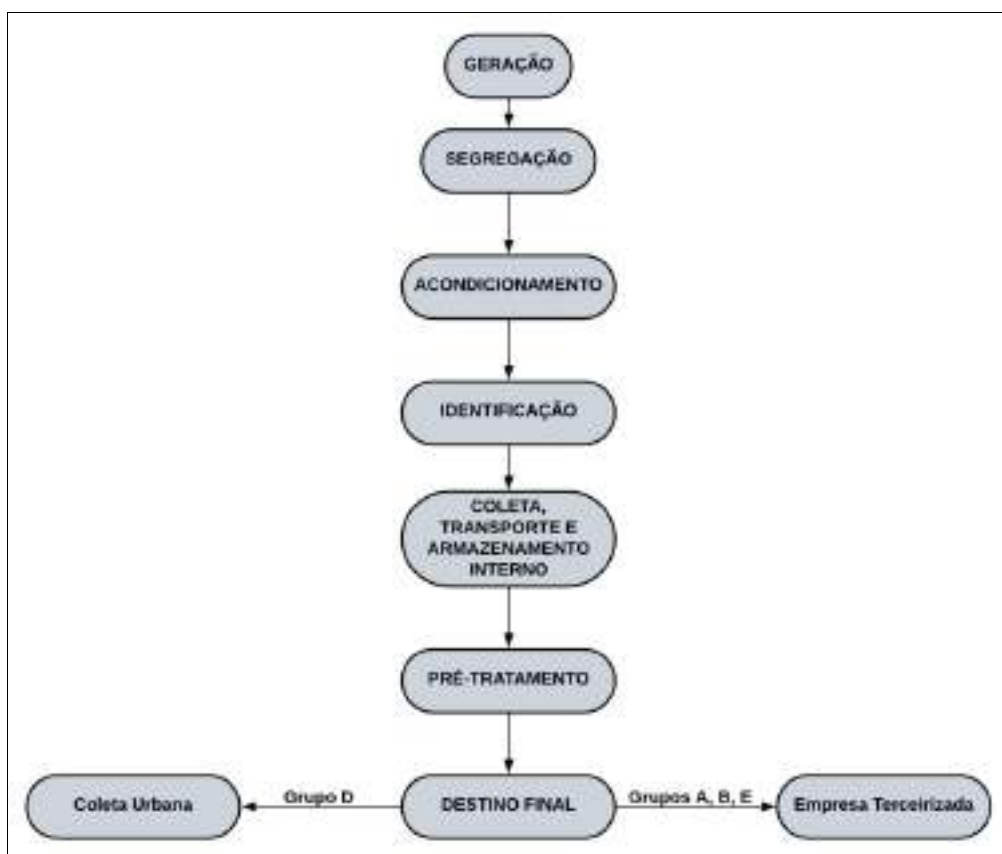 GERAÇÃO
SEGREGAÇÃO
ACONDICIONAMENTO
IDENTIFICAÇÃO
COLETA,
TRANSPORTE E
ARMAZENAMENTO
INTERNO
PRÉ-TRATAMENTO
Coleta Urbana
Grupo D
DESTINO FINAL
Grupos A, B, E
Empresa Terceirizada